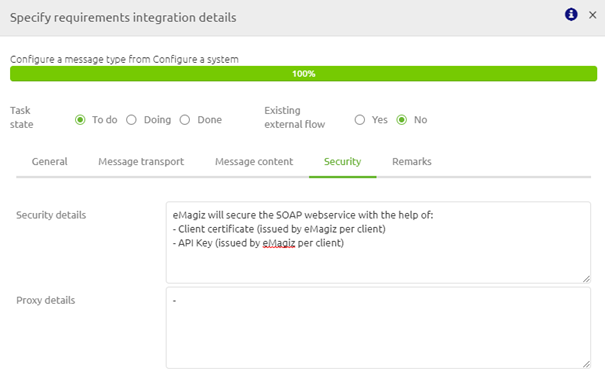 Specify requirements integration details
Configure a message type from Configure a system
100%
Task state To do Doing Done Existing external flow Yes No
General Message transport Message content Security Remarks
Security details
eMagiz will secure the SOAP webservice with the help of:
- Client certificate (issued by eMagiz per client)
- API Key (issued by eMagiz per client)
Proxy details
-